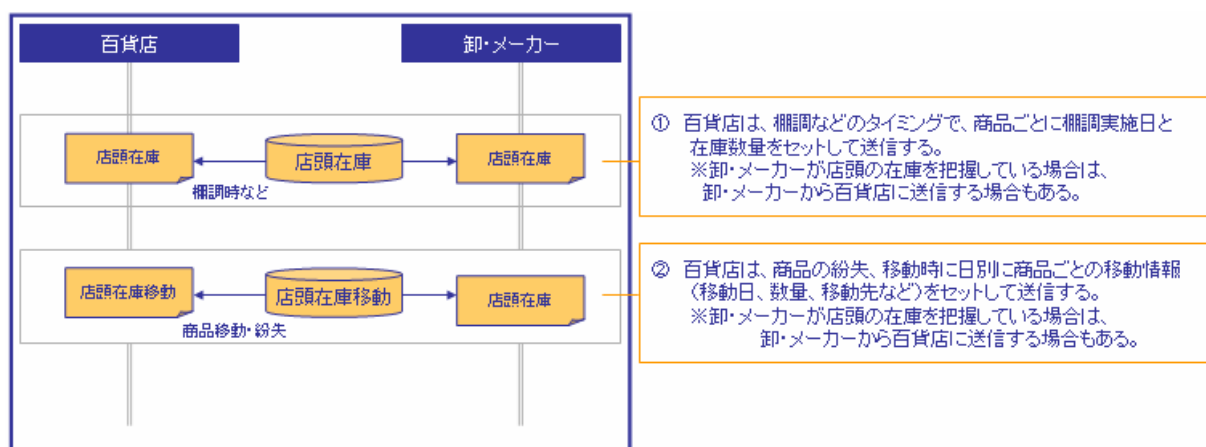 百貨店
卸・メーカー
店頭在庫
店頭在庫
店頭在庫
棚調時など
① 百貨店は、棚調などのタイミングで、商品ごとに棚調実施日と
在庫数量をセットして送信する。
※卸・メーカーが店頭の在庫を把握している場合は、
卸・メーカーから百貨店に送信する場合もある。
店頭在庫移動
店頭在庫移動
店頭在庫
商品移動・紛失
② 百貨店は、商品の紛失、移動時に日別に商品ごとの移動情報
(移動日、数量、移動先など)をセットして送信する。
※卸・メーカーが店頭の在庫を把握している場合は、
卸・メーカーから百貨店に送信する場合もある。